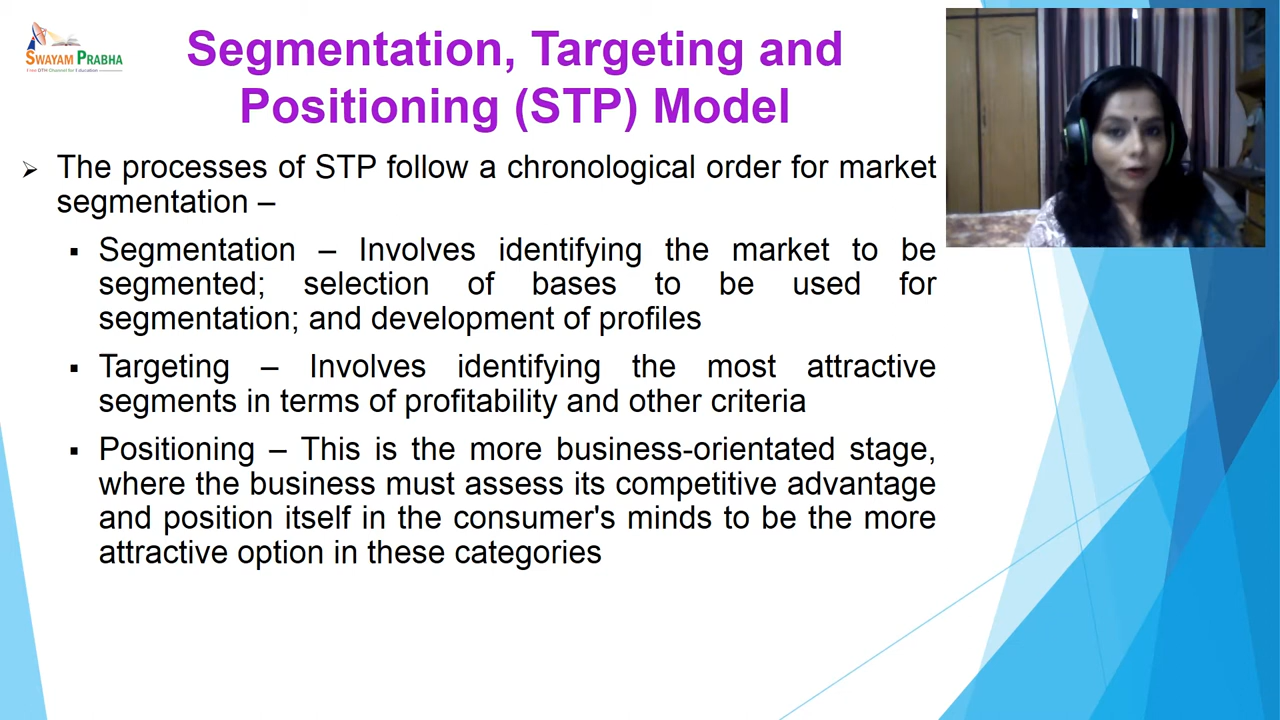 SWAYAM PRABHA
Segmentation, Targeting and
Positioning (STP) Model
The processes of STP follow a chronological order for market
segmentation –
Segmentation – Involves identifying the market to be
segmented; selection of bases to be used for
segmentation; and development of profiles
Targeting – Involves identifying the most attractive
segments in terms of profitability and other criteria
Positioning – This is the more business-orientated stage,
where the business must assess its competitive advantage
and position itself in the consumer's minds to be the more
attractive option in these categories